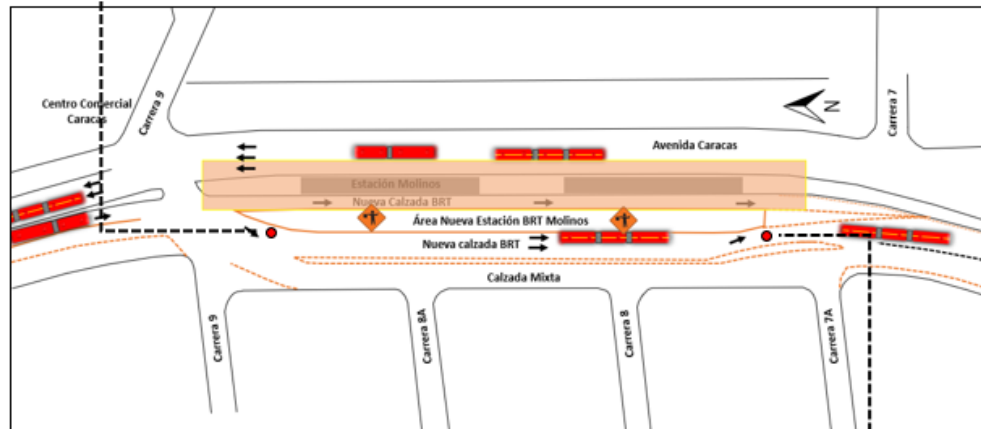 Centro Comercial
Caracas
Carrera 9
N
Carrera 7
Avenida Caracas
Estación Molinos
Nueva Calzada BRT
Área Nueva Estación BRT Molinos
Nueva calzada BRT
Calzada Mixta
Carrera 9
Carrera 8A
Carrera 8
Carrera 7A